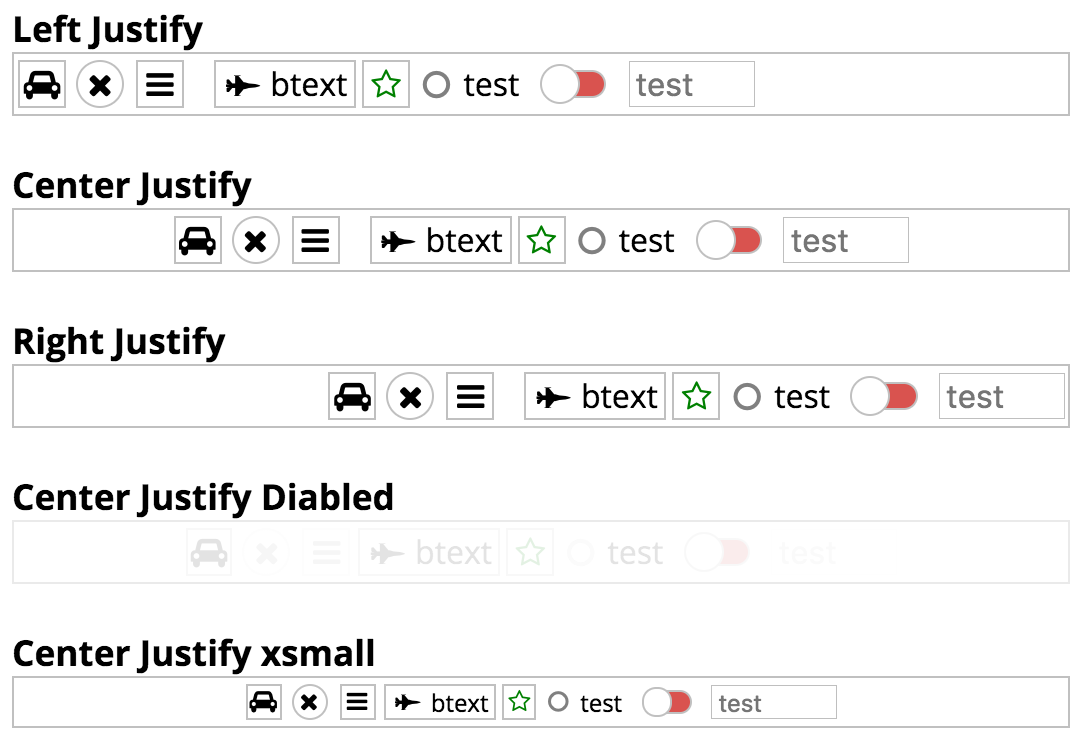 Left Justify
btext test test
Center Justify
btext test test
Right Justify
btext test test
Center Justify Diabled
btext test test
Center Justify xsmall
btext test test